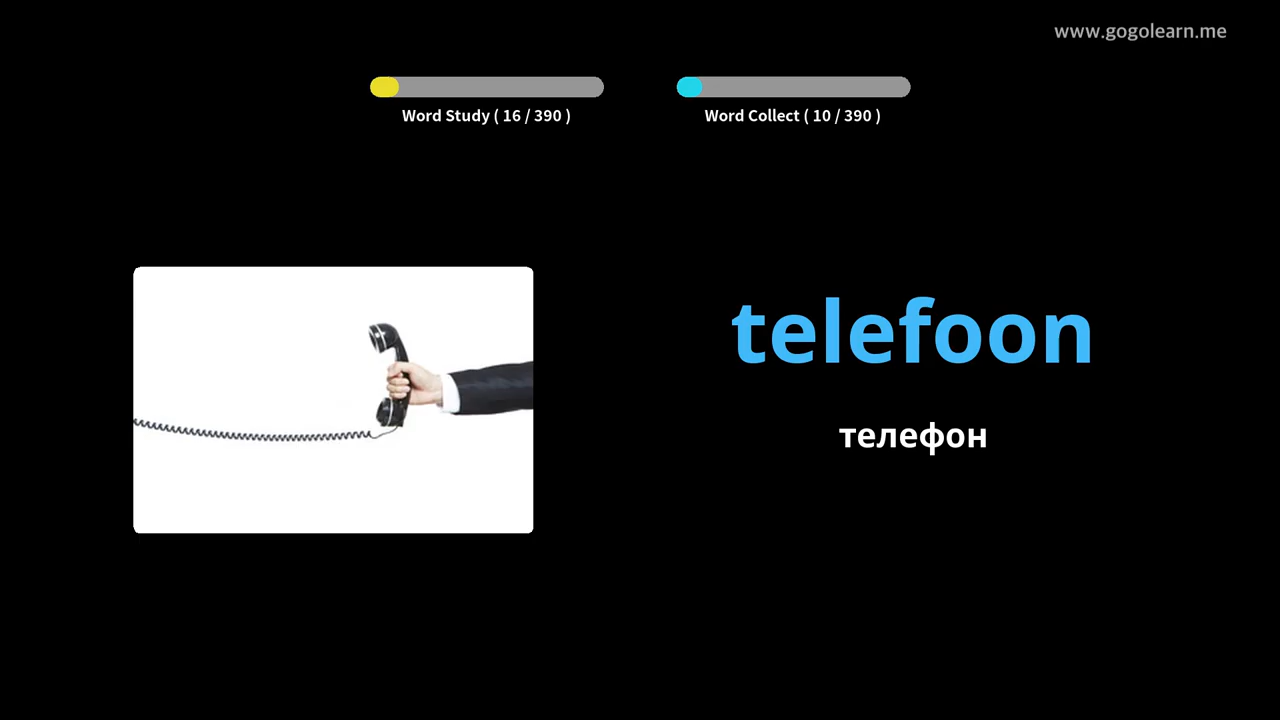 www.gogolearn.me
Word Study ( 16 / 390 )
Word Collect ( 10 / 390 )
telefoon
телефон